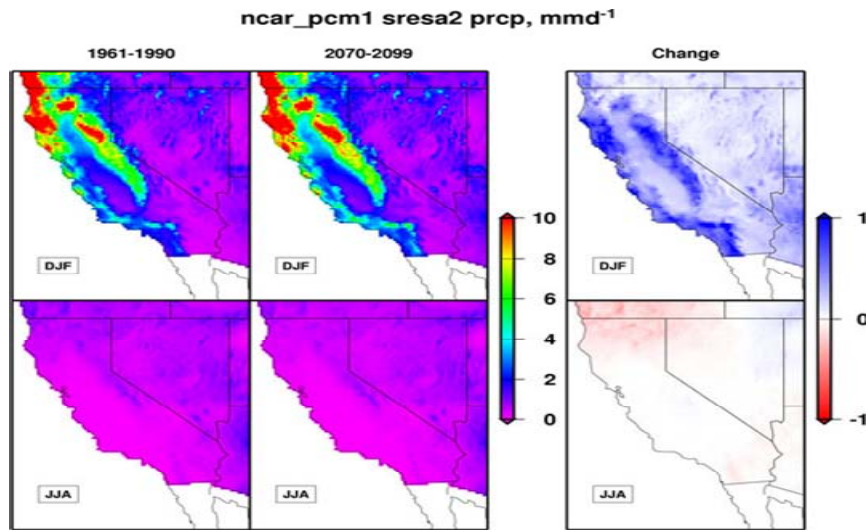 ncar_pcm1 sresa2 prcp, mmd-1
1961-1990
2070-2099
Change
DJF
DJF
DJF
10
8
6
4
2
0
1
0
-1
JJA
JJA
JJA